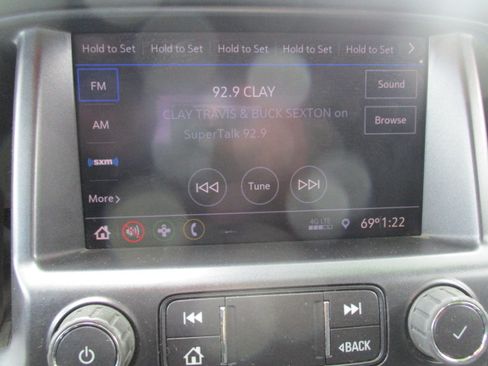 Hold to Set Hold to Set Hold to Set Hold to Set Hold to Set
FM
92.9 CLAY
Sound
CLAY TRAVIS & BUCK SEXTON on
SuperTalk 92.9
AM
Browse
sxm
More
Tune
4G LTE
69° 1:22
BACK